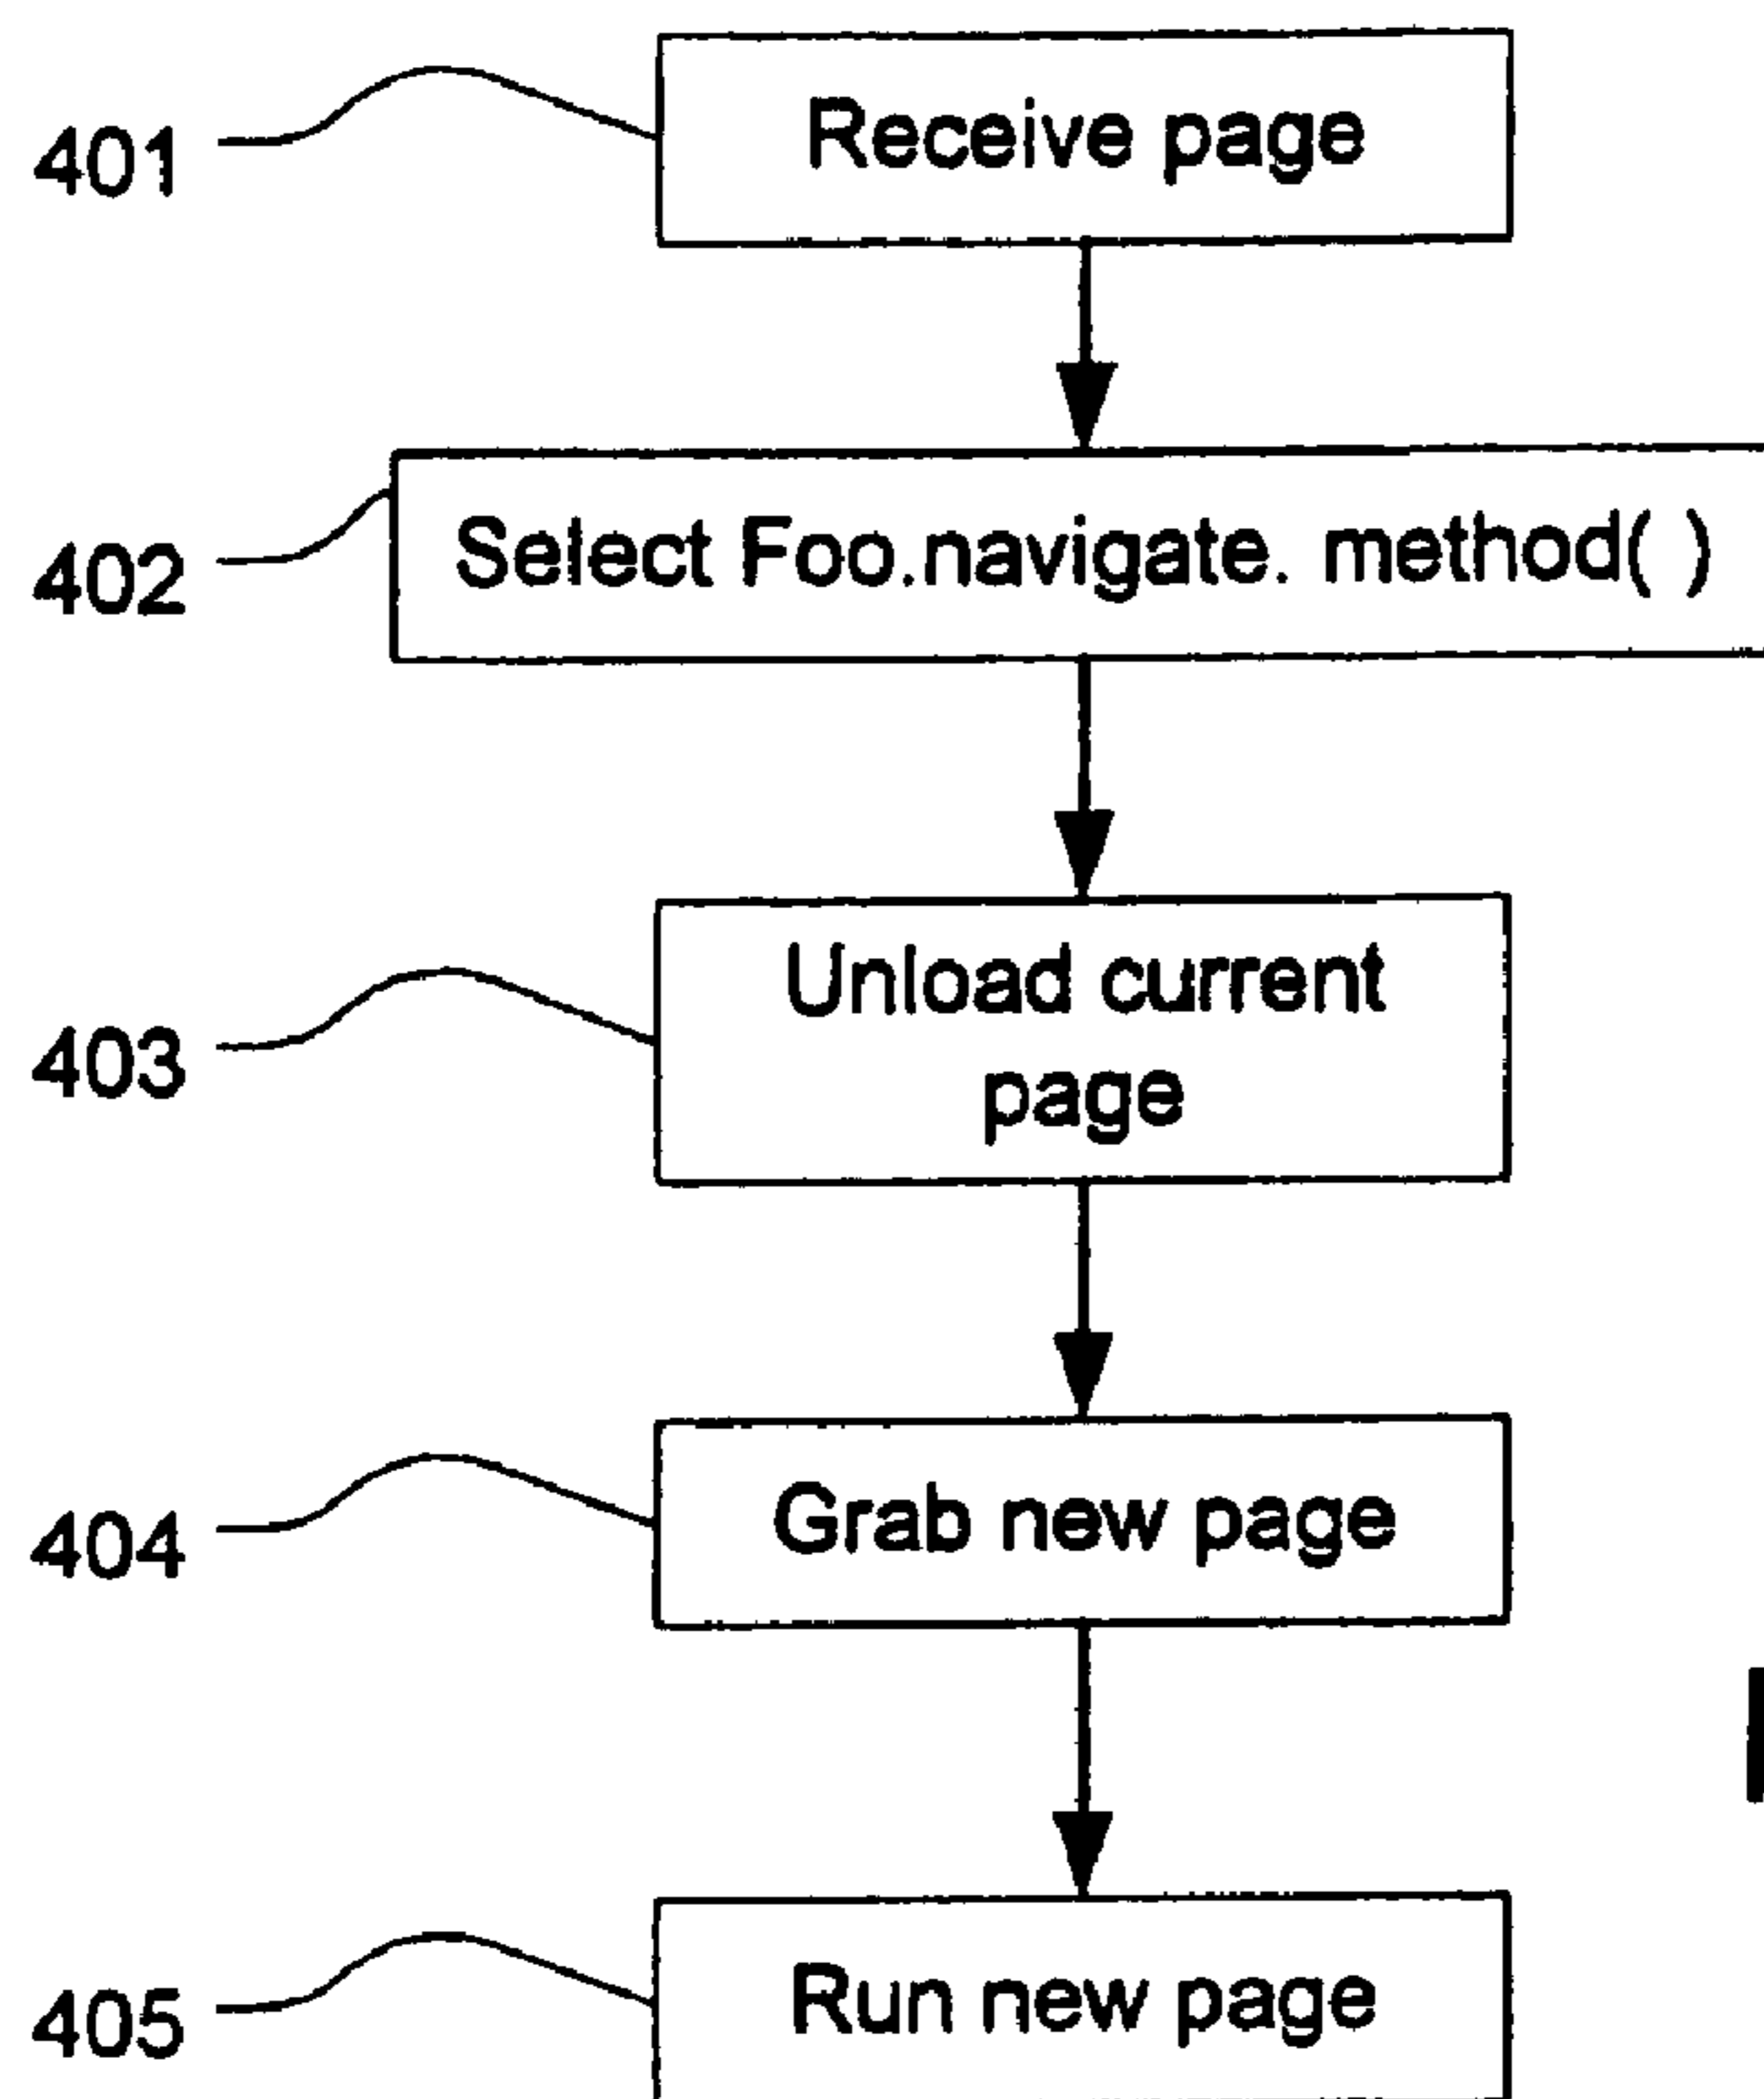 Receive page
401
Select Foo.navigate. method( )
402
Unload current
page
403
Grab new page
404
Run new page
405